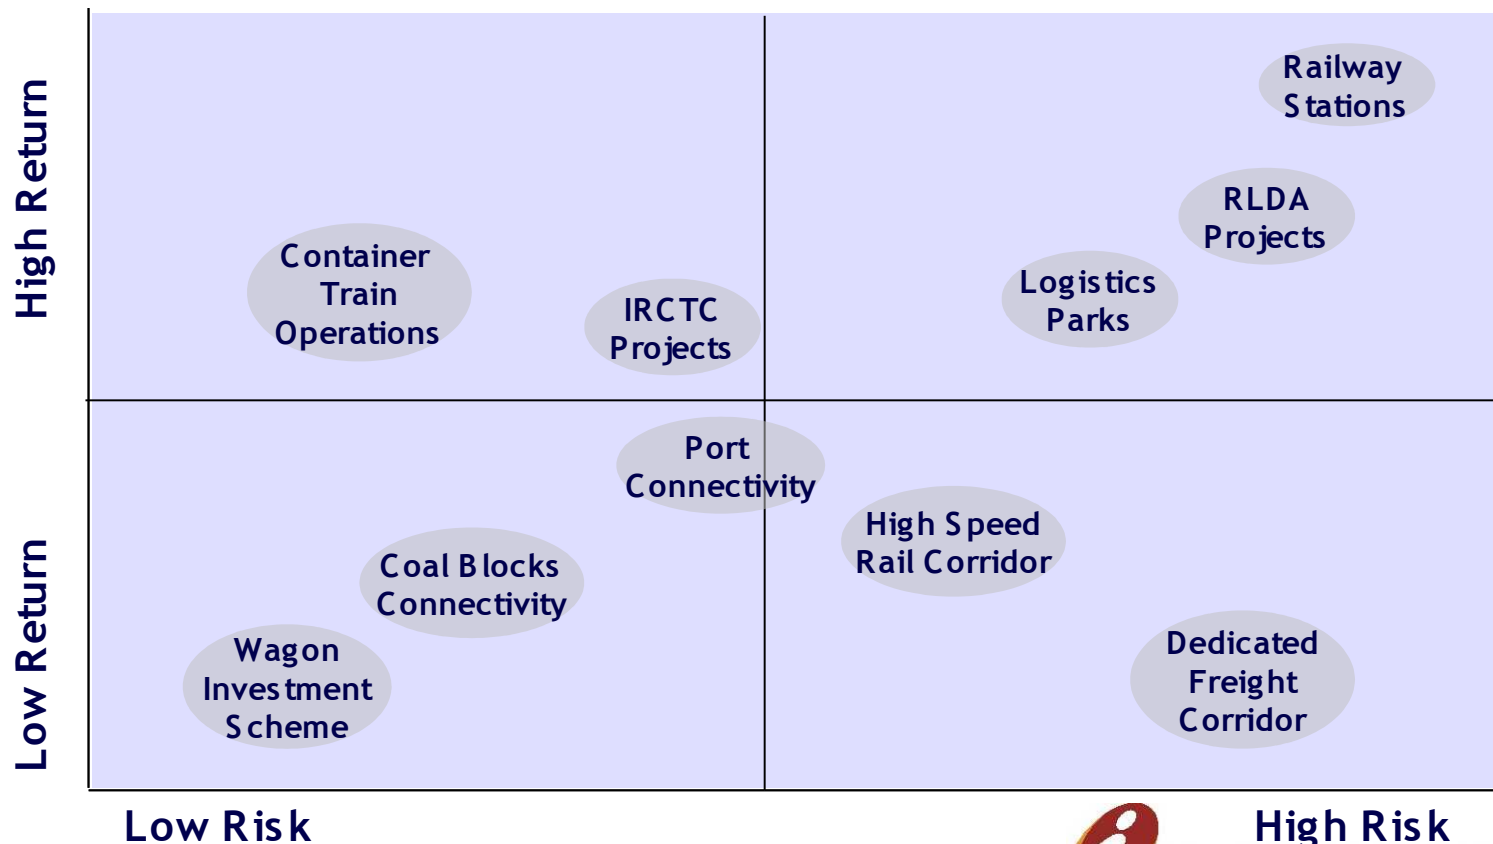 High Return
Low Return
Railway
Stations
RLDA
Projects
Container
Train
Operations
IRCTC
Projects
Logistics
Parks
Port
Connectivity
High Speed
Rail Corridor
Coal Blocks
Connectivity
Wagon
Investment
Scheme
Dedicated
Freight
Corridor
Low Risk
High Risk